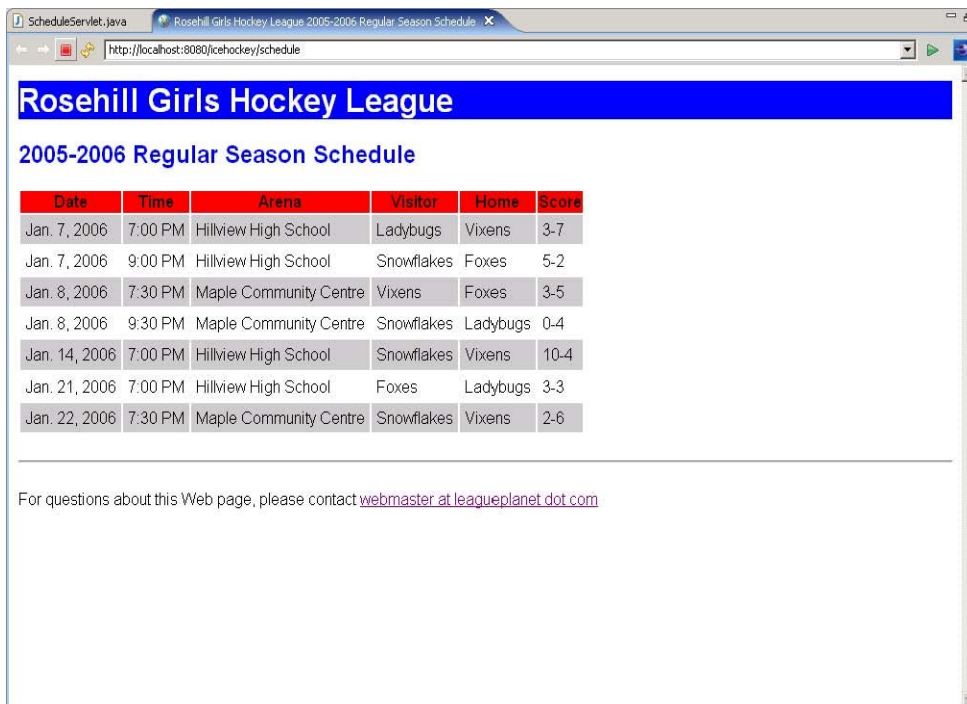 ScheduleServlet.java Rosehill Girls Hockey League 2005-2006 Regular Season Schedule
http://localhost:8080/icehockey/schedule
Rosehill Girls Hockey League
2005-2006 Regular Season Schedule
Date Time Arena Visitor Home Score
Jan. 7, 2006 7:00 PM Hillview High School Ladybugs Vixens 3-7
Jan. 7, 2006 9:00 PM Hillview High School Snowflakes Foxes 5-2
Jan. 8, 2006 7:30 PM Maple Community Centre Vixens Foxes 3-5
Jan. 8, 2006 9:30 PM Maple Community Centre Snowflakes Ladybugs 0-4
Jan. 14, 2006 7:00 PM Hillview High School Snowflakes Vixens 10-4
Jan. 21, 2006 7:00 PM Hillview High School Foxes Ladybugs 3-3
Jan. 22, 2006 7:30 PM Maple Community Centre Snowflakes Vixens 2-6
For questions about this Web page, please contact webmaster at leagueplanet dot com